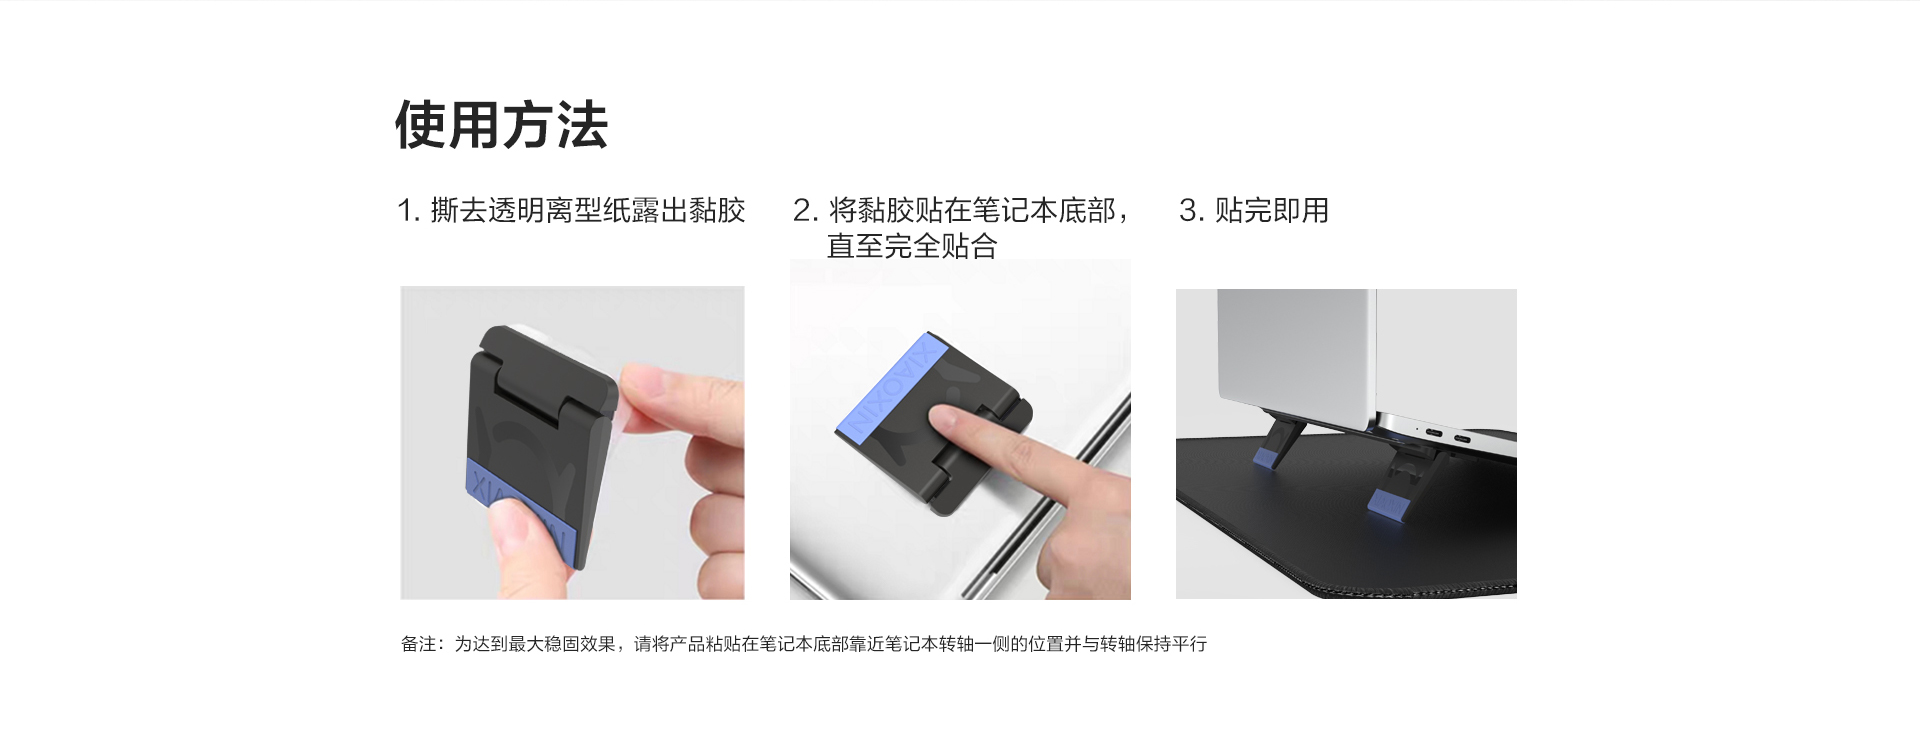 使用方法
1. 撕去透明离型纸露出黏胶
2. 将黏胶贴在笔记本底部，
直至完全贴合
3. 贴完即用
XIAOXIN
备注：为达到最大稳固效果，请将产品粘贴在笔记本底部靠近笔记本转轴一侧的位置并与转轴保持平行